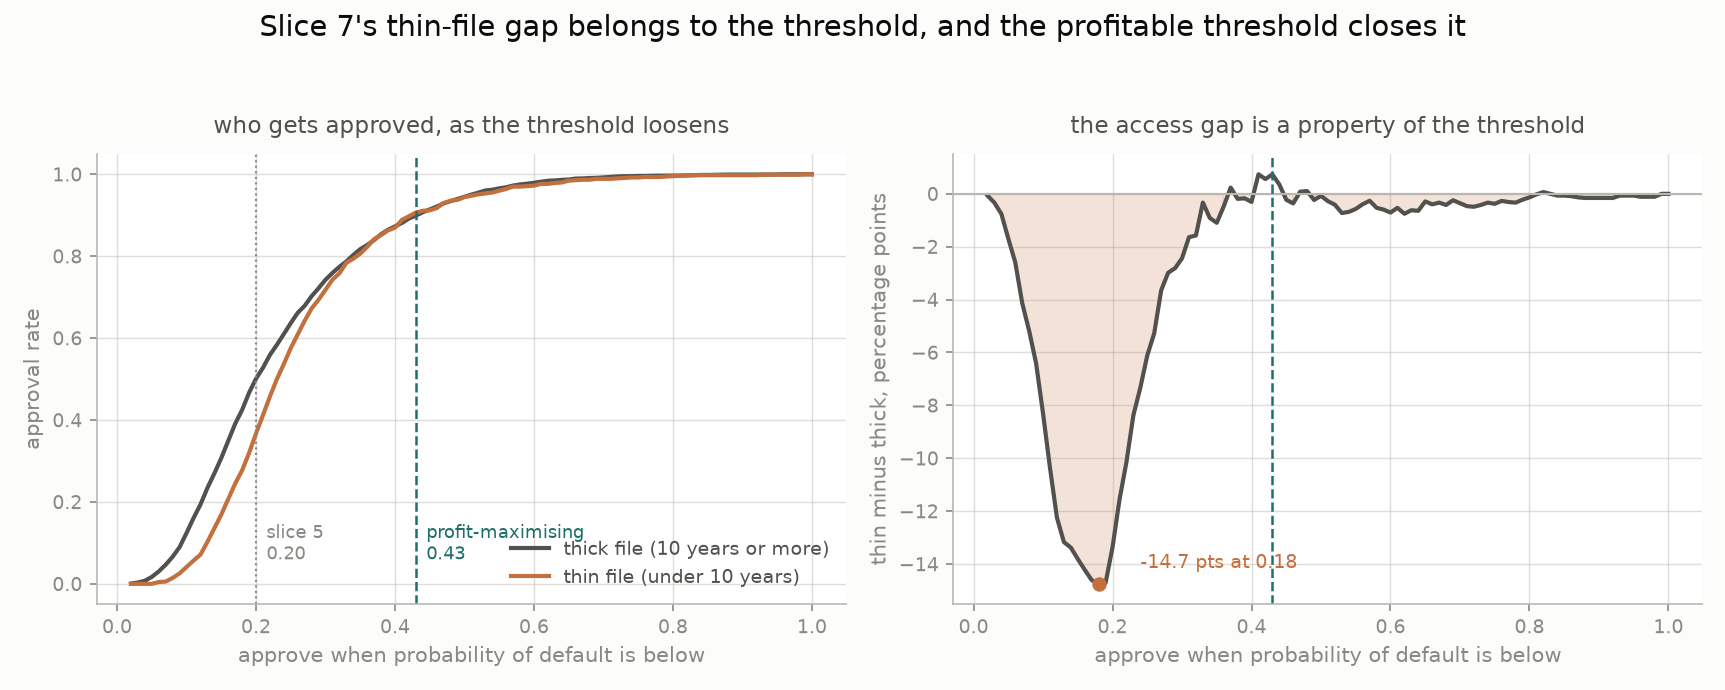 Slice 7's thin-file gap belongs to the threshold, and the profitable threshold closes it
who gets approved, as the threshold loosens
approval rate
1.0
0.8
0.6
0.4
0.2
0.0
slice 5
0.20
profit-maximising
0.43
thick file (10 years or more)
thin file (under 10 years)
0.0 0.2 0.4 0.6 0.8 1.0
approve when probability of default is below
the access gap is a property of the threshold
thin minus thick, percentage points
0
−2
−4
−6
−8
−10
−12
−14
-14.7 pts at 0.18
0.0 0.2 0.4 0.6 0.8 1.0
approve when probability of default is below